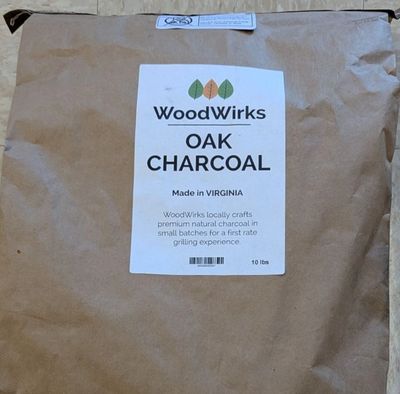 WoodWirks
OAK
CHARCOAL
Made in VIRGINIA
WoodWirks locally crafts
premium natural charcoal in
small batches for a first rate
grilling experience.
10 lbs